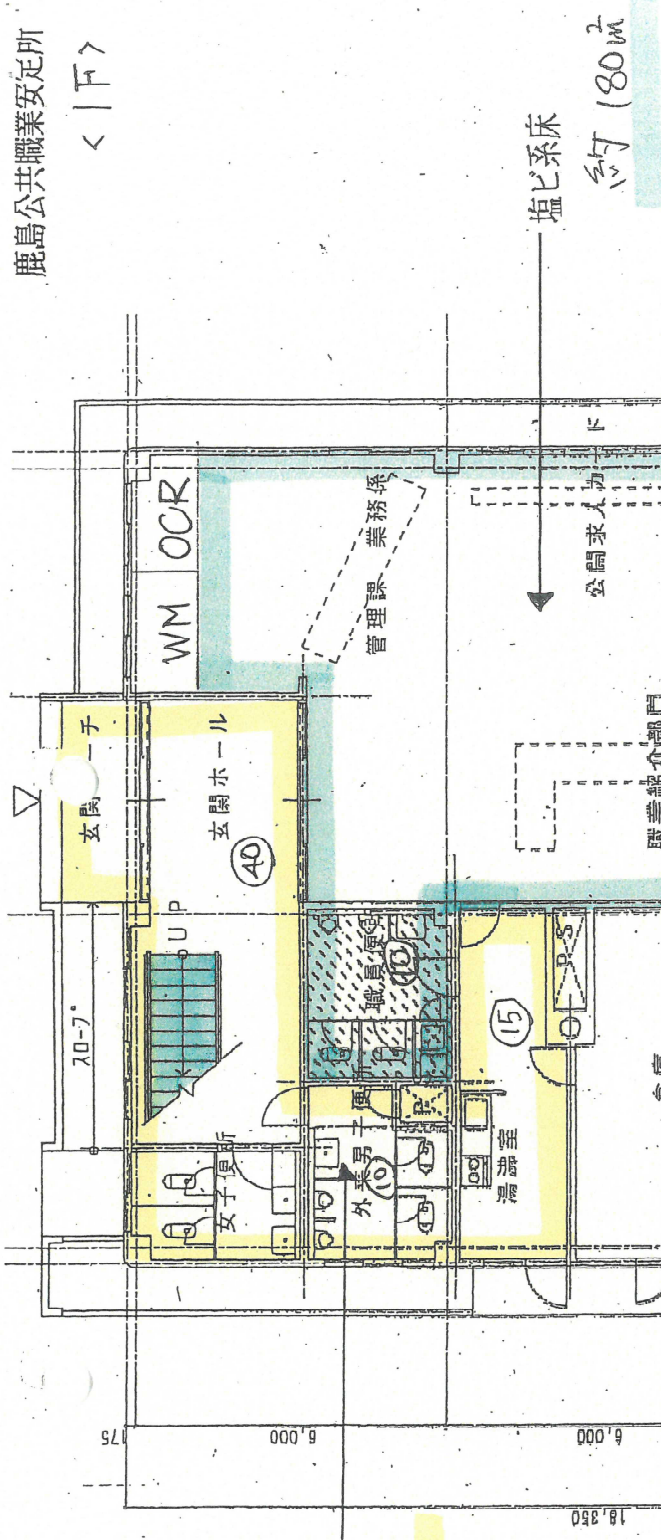 鹿島公共職業安定所
<1F>
塩ビ系床
約180㎡
玄関
チ
玄関ホール
WM
OCR
管理課 業務係
公開求人
スロープ
UP
40
女子便所
職員便所
10
外来男子便
10
湯沸室
15
PS
175
6,000
6,000
18,350